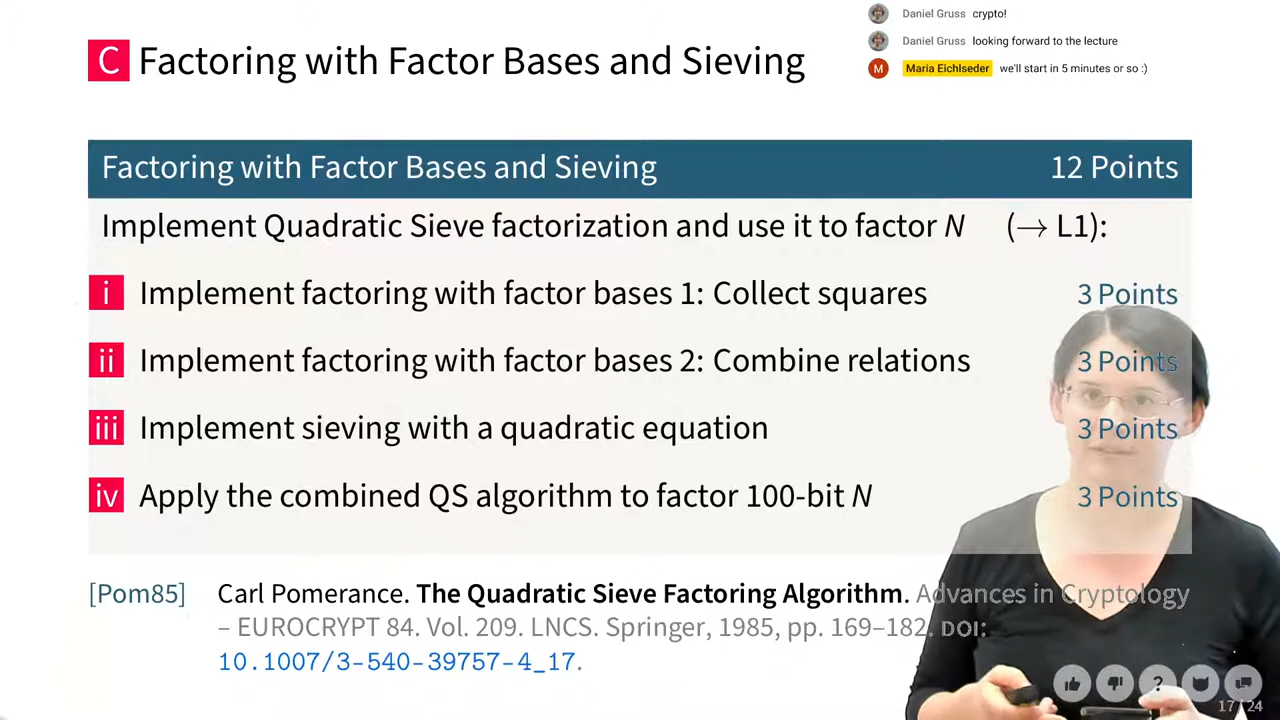 Daniel Gruss crypto!
Daniel Gruss looking forward to the lecture
M Maria Eichlseder we'll start in 5 minutes or so :)
C Factoring with Factor Bases and Sieving
Factoring with Factor Bases and Sieving 12 Points
Implement Quadratic Sieve factorization and use it to factor N (→ L1):
i Implement factoring with factor bases 1: Collect squares 3 Points
ii Implement factoring with factor bases 2: Combine relations 3 Points
iii Implement sieving with a quadratic equation 3 Points
iv Apply the combined QS algorithm to factor 100-bit N 3 Points
[Pom85] Carl Pomerance. The Quadratic Sieve Factoring Algorithm. Advances in Cryptology
– EUROCRYPT 84. Vol. 209. LNCS. Springer, 1985, pp. 169–182. DOI:
10.1007/3-540-39757-4_17.
?
17 / 24